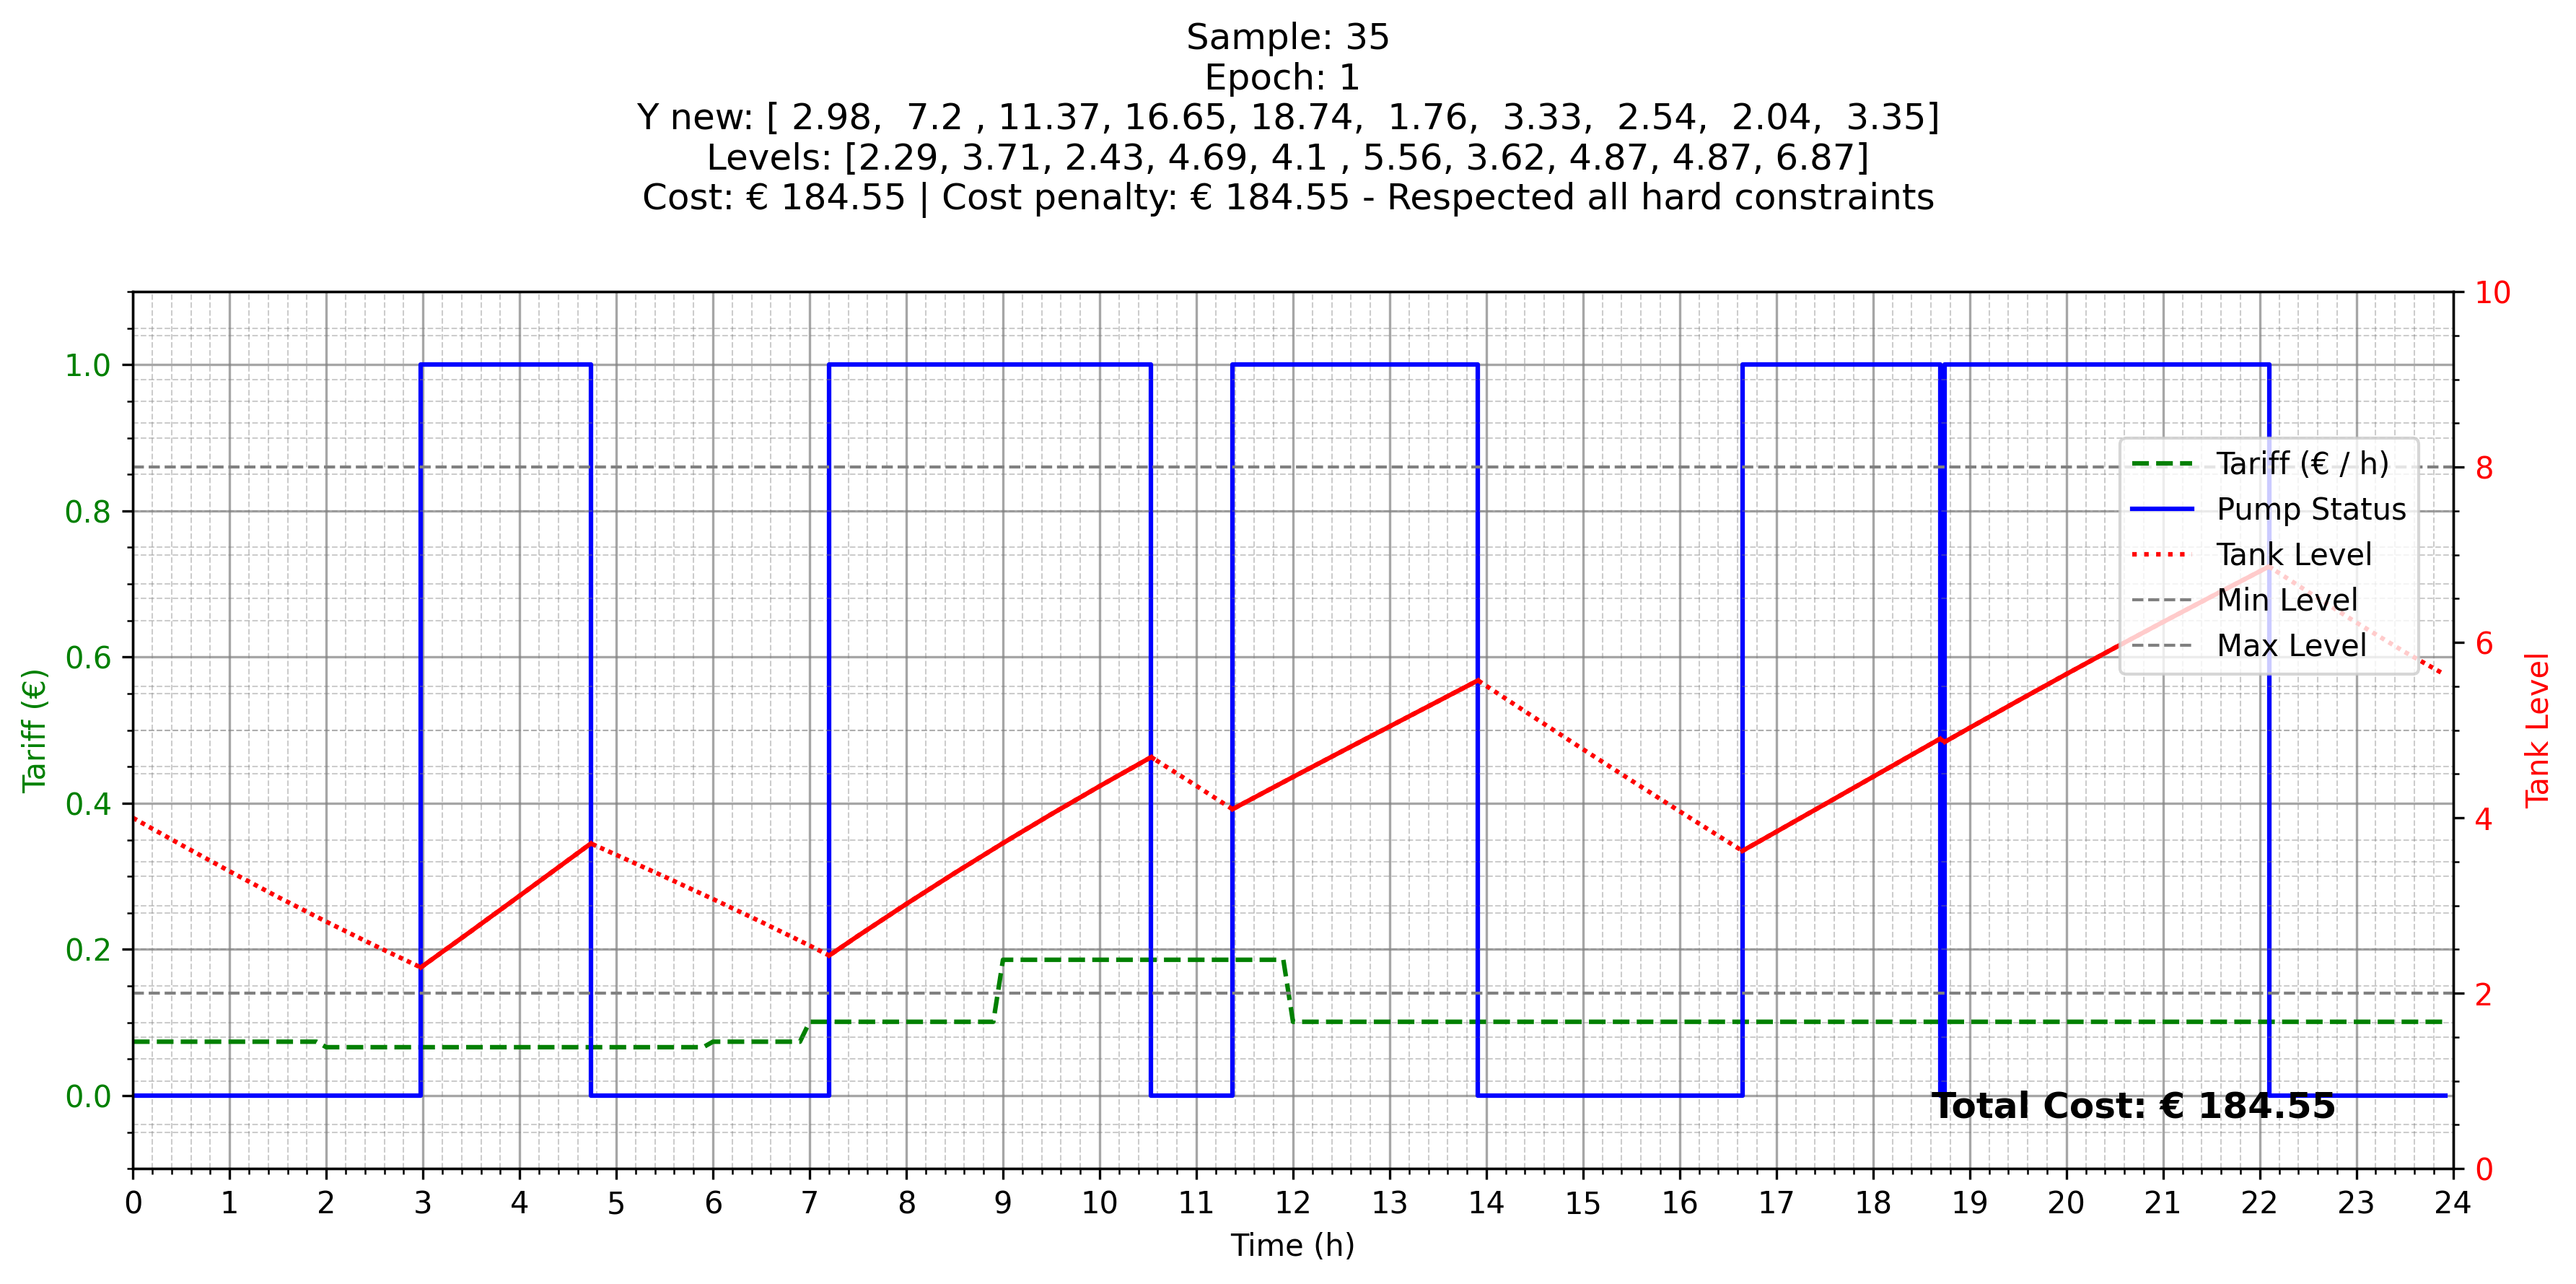 Sample: 35
Epoch: 1
Y new: [ 2.98,  7.2 , 11.37, 16.65, 18.74,  1.76,  3.33,  2.54,  2.04,  3.35]
Levels: [2.29, 3.71, 2.43, 4.69, 4.1 , 5.56, 3.62, 4.87, 4.87, 6.87]
Cost: € 184.55 | Cost penalty: € 184.55 - Respected all hard constraints
10
1.0
8
Tariff (€ / h)
0.8
Pump Status
Tank Level
Min Level
Max Level
0.6
6
Tariff (€)
Tank Level
0.4
4
0.2
2
0.0
Total Cost: € 184.55
0
0 1 2 3 4 5 6 7 8 9 10 11 12 13 14 15 16 17 18 19 20 21 22 23 24
Time (h)